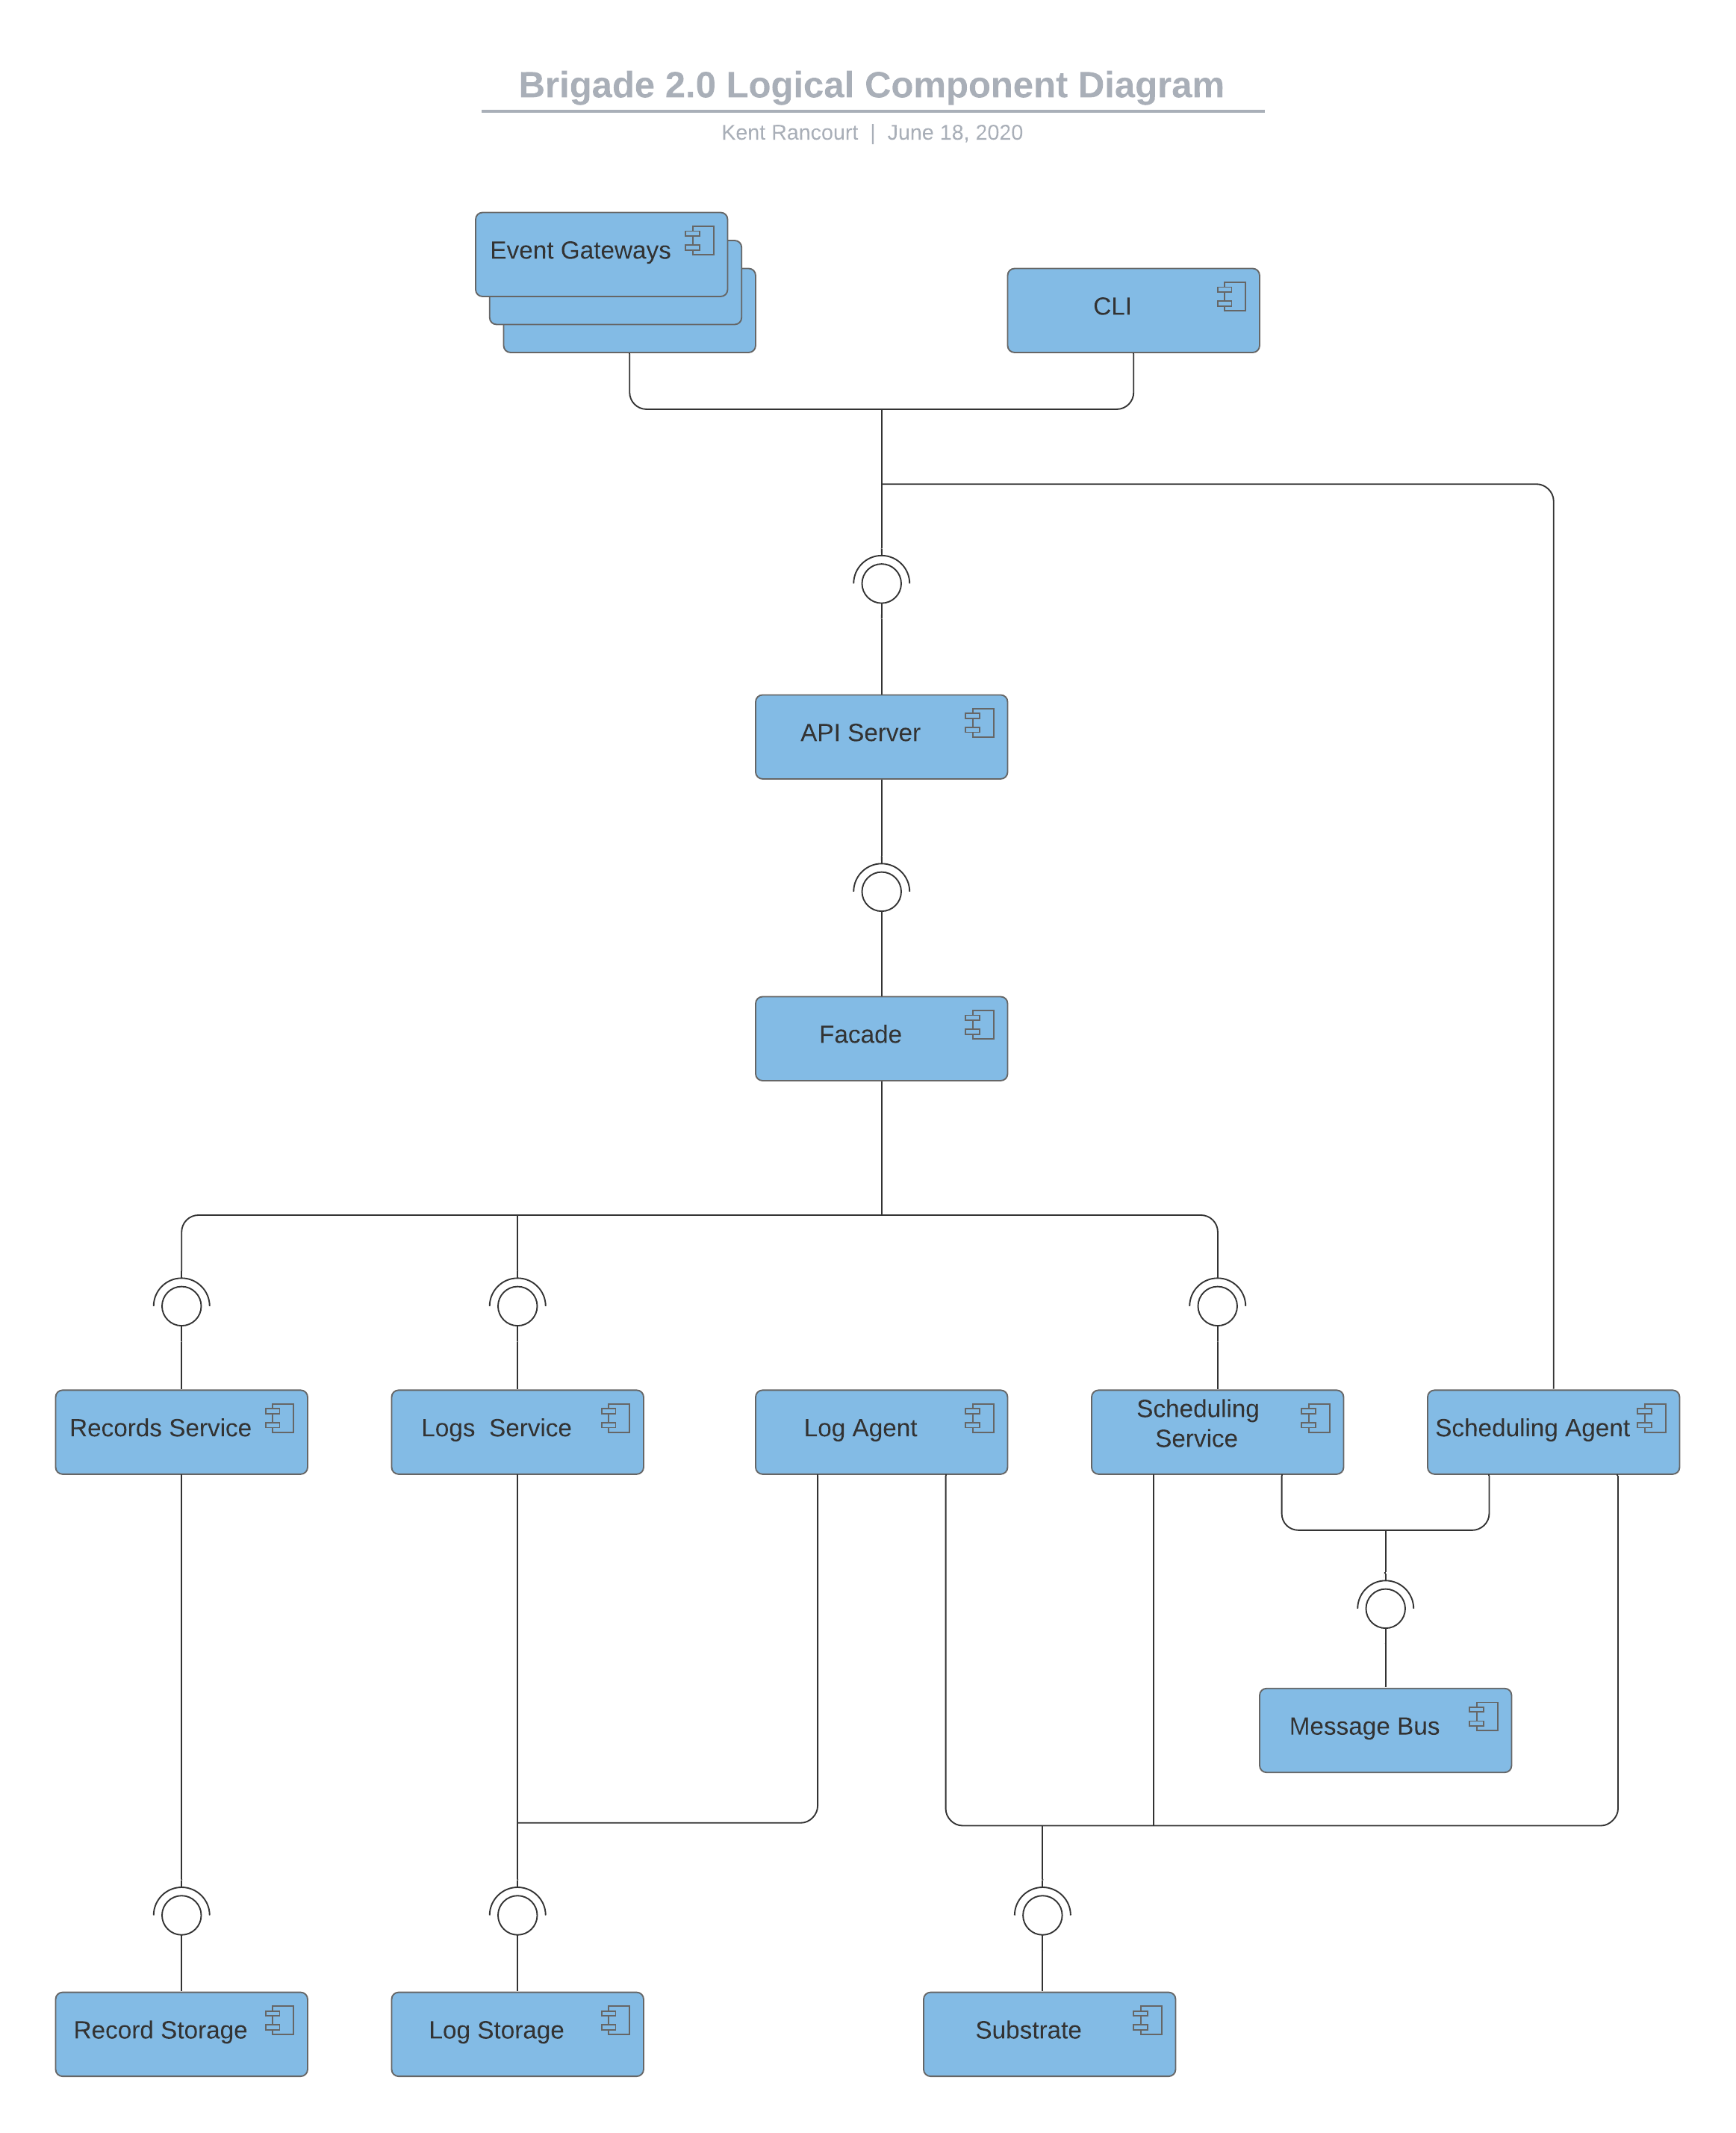 Brigade 2.0 Logical Component Diagram
Kent Rancourt | June 18, 2020
Event Gateways
CLI
API Server
Facade
Records Service
Logs  Service
Log Agent
Scheduling
Service
Scheduling Agent
Message Bus
Record Storage
Log Storage
Substrate